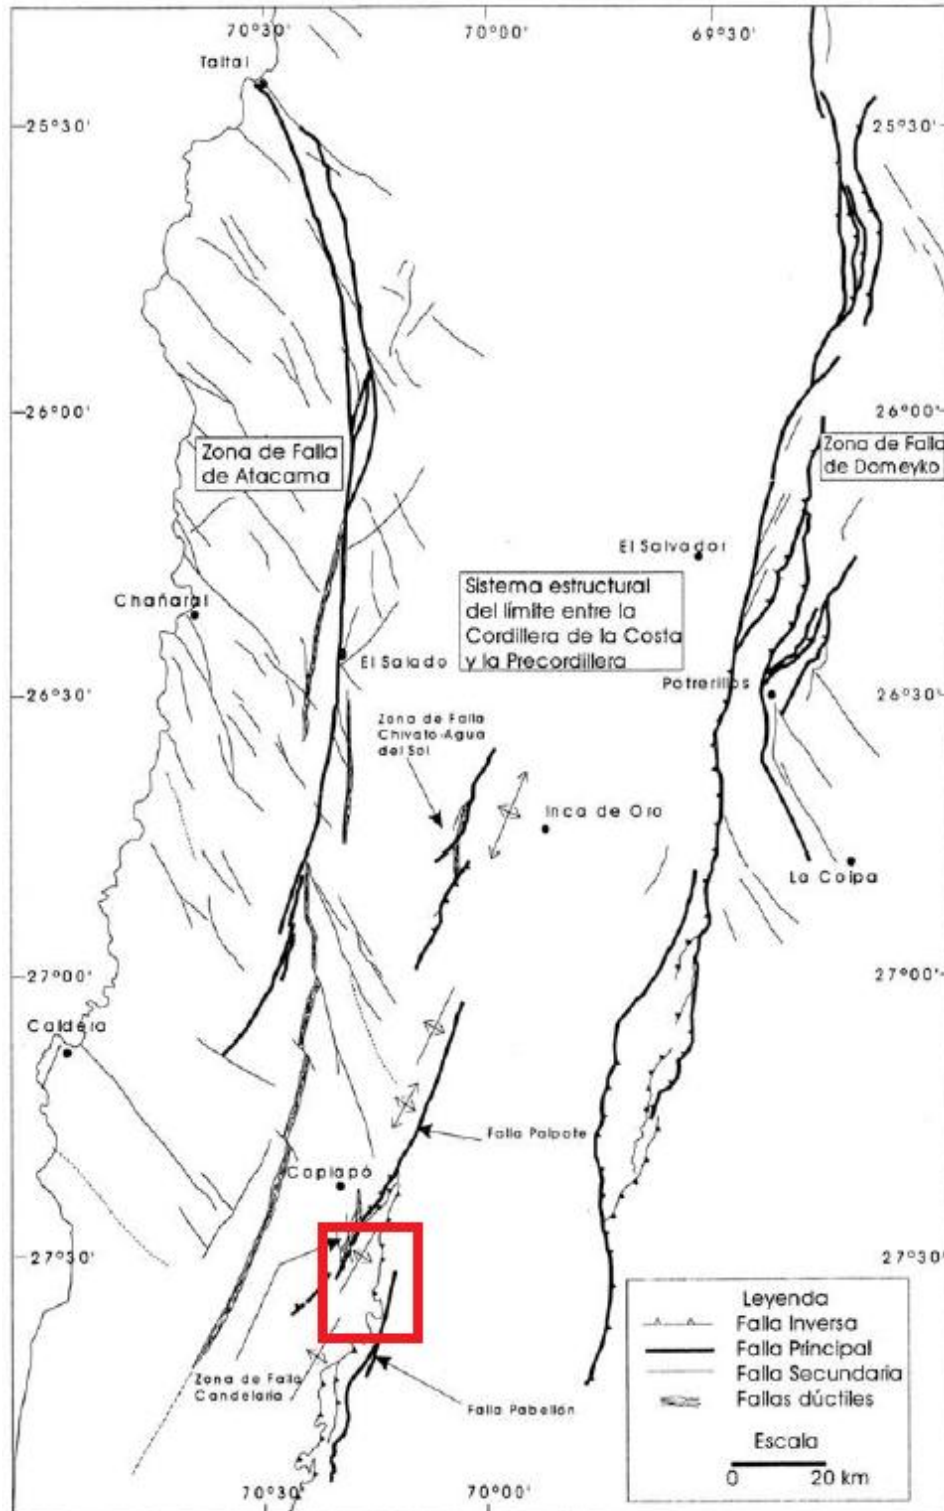 70°30' 70°00' 69°30'
Taltal
25°30' 25°30'
26°00' 26°00'
Zona de Falla
de Atacama
Zona de Falla
de Domeyko
El Salvador
Sistema estructural
del límite entre la
Cordillera de la Costa
y la Precordillera
Chañaral
El Salado
Potrerillos
26°30' 26°30'
Zona de Falla
Chivato-Agua
del Sol
Inca de Oro
La Coipa
27°00' 27°00'
Caldera
Falla Paipote
Copiapó
27°30' 27°30'
Zona de Falla
Candelaria
Falla Pabellón
Leyenda
Falla Inversa
Falla Principal
Falla Secundaria
Fallas dúctiles
Escala
0 20 km
70°30' 70°00'